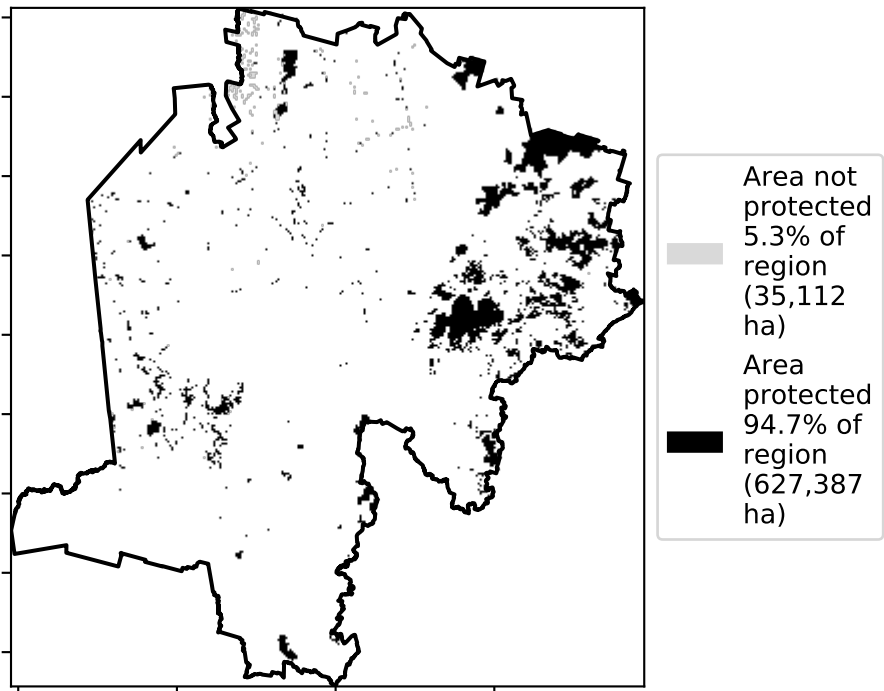 Area not
protected
5.3% of
region
(35,112
ha)
Area
protected
94.7% of
region
(627,387
ha)